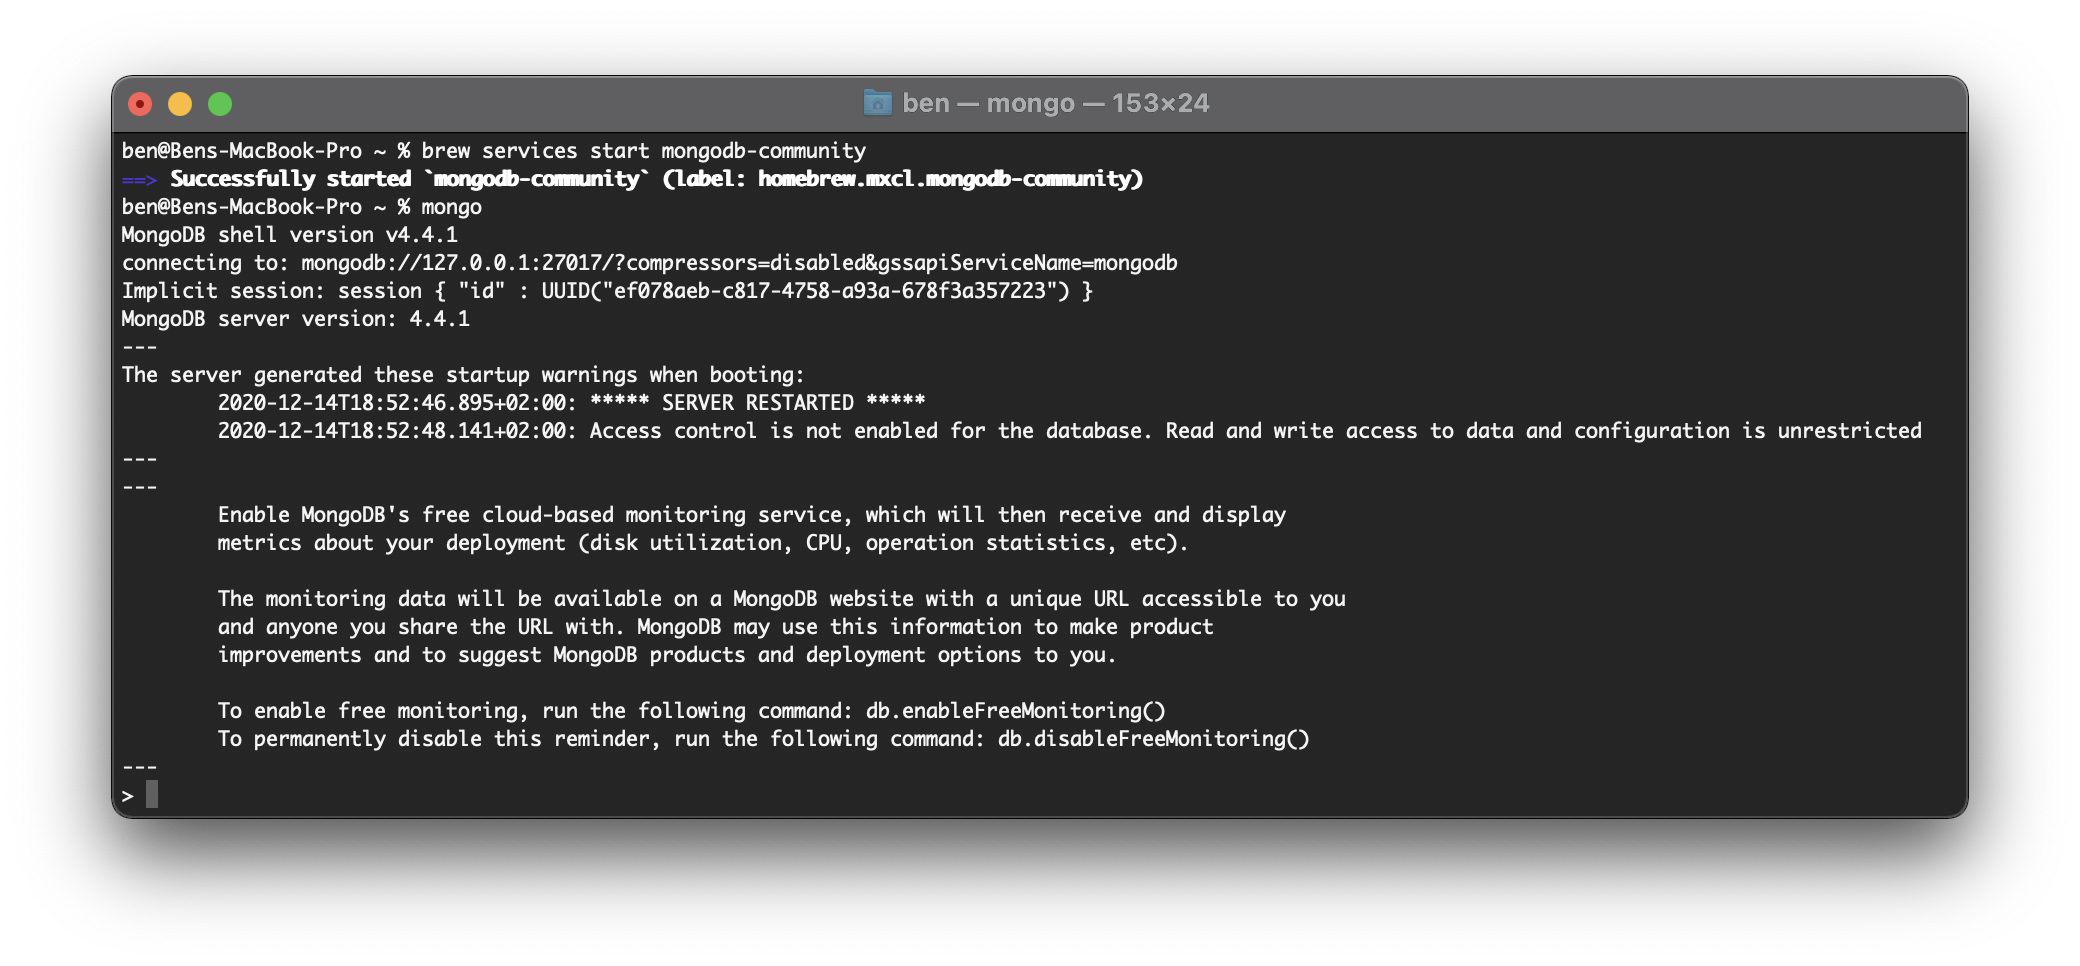 ben — mongo — 153×24
ben@Bens-MacBook-Pro ~ % brew services start mongodb-community
==> Successfully started `mongodb-community` (label: homebrew.mxcl.mongodb-community)
ben@Bens-MacBook-Pro ~ % mongo
MongoDB shell version v4.4.1
connecting to: mongodb://127.0.0.1:27017/?compressors=disabled&gssapiServiceName=mongodb
Implicit session: session { "id" : UUID("ef078aeb-c817-4758-a93a-678f3a357223") }
MongoDB server version: 4.4.1
---
The server generated these startup warnings when booting:
        2020-12-14T18:52:46.895+02:00: ***** SERVER RESTARTED *****
        2020-12-14T18:52:48.141+02:00: Access control is not enabled for the database. Read and write access to data and configuration is unrestricted
---
---
        Enable MongoDB's free cloud-based monitoring service, which will then receive and display
        metrics about your deployment (disk utilization, CPU, operation statistics, etc).

        The monitoring data will be available on a MongoDB website with a unique URL accessible to you
        and anyone you share the URL with. MongoDB may use this information to make product
        improvements and to suggest MongoDB products and deployment options to you.

        To enable free monitoring, run the following command: db.enableFreeMonitoring()
        To permanently disable this reminder, run the following command: db.disableFreeMonitoring()
---
>